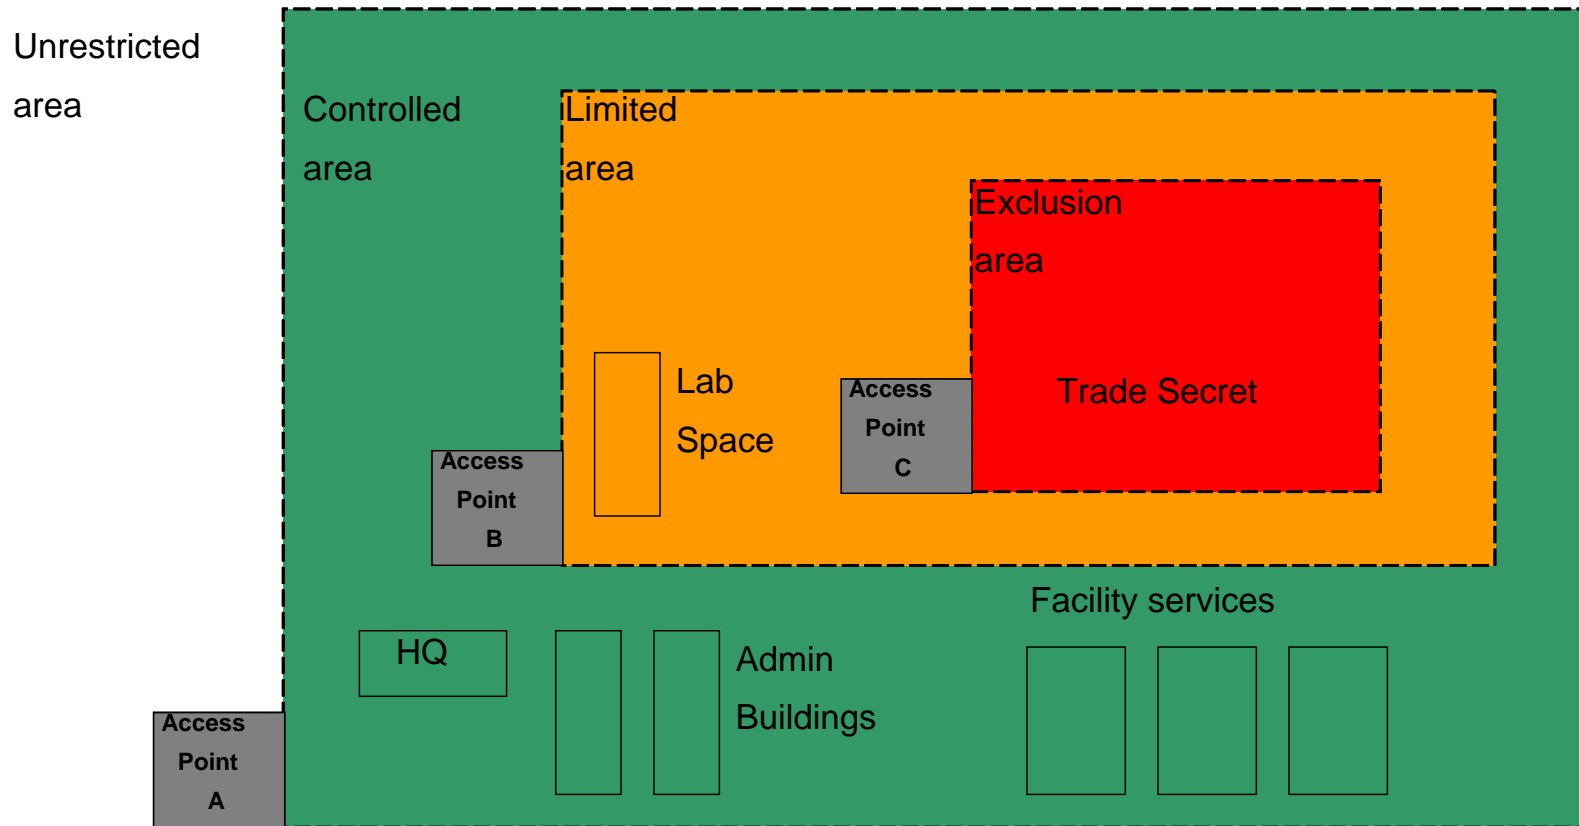 Unrestricted
area
Controlled
area
Limited
area
Exclusion
area
Trade Secret
Lab
Space
Access
Point
C
Access
Point
B
Facility services
HQ
Admin
Buildings
Access
Point
A